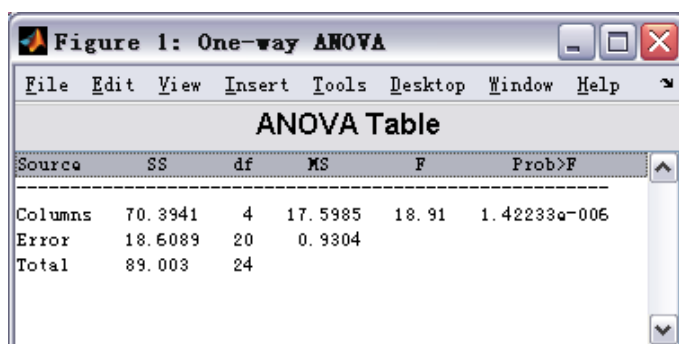 Figure 1: One-way ANOVA
File Edit View Insert Tools Desktop Window Help
ANOVA Table
Source SS df MS F Prob>F
Columns 70.3941 4 17.5985 18.91 1.42233e-006
Error 18.6089 20 0.9304
Total 89.003 24